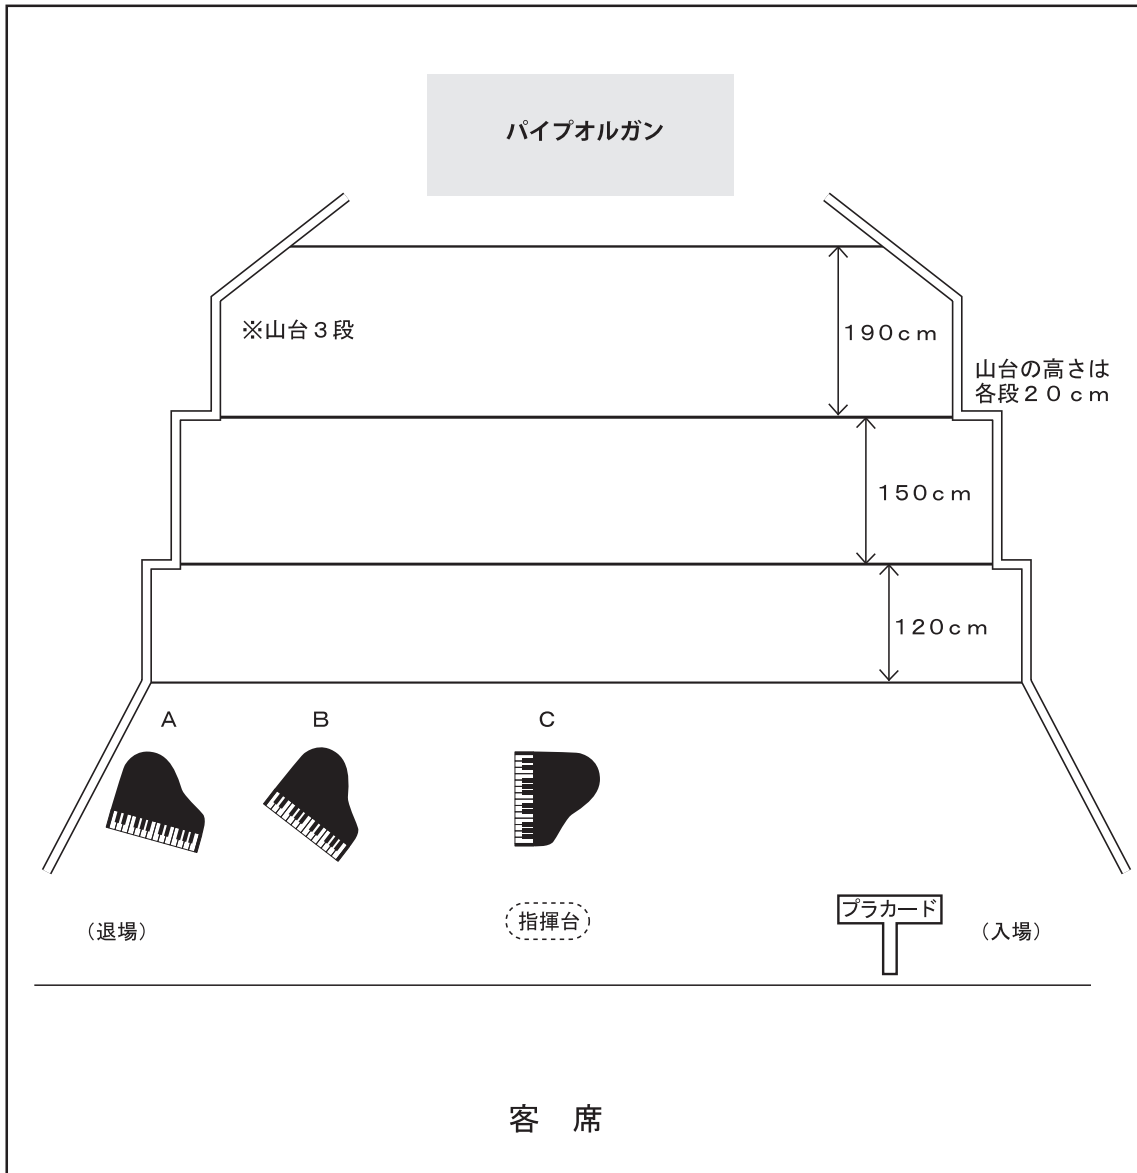 パイプオルガン
※山台３段
190cm
山台の高さは
各段２０ｃｍ
150cm
120cm
A
B
C
プラカード
（退場）
指揮台
（入場）
客　席